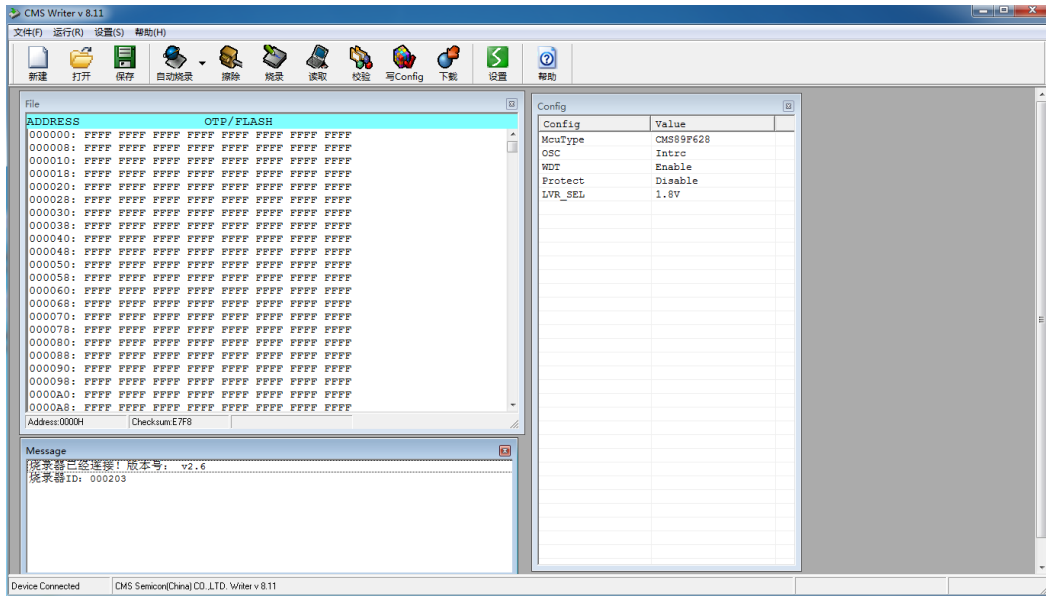 CMS Writer v 8.11
文件(F) 运行(R) 设置(S) 帮助(H)
新建 打开 保存 自动烧录 擦除 烧录 读取 校验 写Config 下载 设置 帮助
File
ADDRESS OTP/FLASH
000000: FFFF FFFF FFFF FFFF FFFF FFFF FFFF FFFF
000008: FFFF FFFF FFFF FFFF FFFF FFFF FFFF FFFF
000010: FFFF FFFF FFFF FFFF FFFF FFFF FFFF FFFF
000018: FFFF FFFF FFFF FFFF FFFF FFFF FFFF FFFF
000020: FFFF FFFF FFFF FFFF FFFF FFFF FFFF FFFF
000028: FFFF FFFF FFFF FFFF FFFF FFFF FFFF FFFF
000030: FFFF FFFF FFFF FFFF FFFF FFFF FFFF FFFF
000038: FFFF FFFF FFFF FFFF FFFF FFFF FFFF FFFF
000040: FFFF FFFF FFFF FFFF FFFF FFFF FFFF FFFF
000048: FFFF FFFF FFFF FFFF FFFF FFFF FFFF FFFF
000050: FFFF FFFF FFFF FFFF FFFF FFFF FFFF FFFF
000058: FFFF FFFF FFFF FFFF FFFF FFFF FFFF FFFF
000060: FFFF FFFF FFFF FFFF FFFF FFFF FFFF FFFF
000068: FFFF FFFF FFFF FFFF FFFF FFFF FFFF FFFF
000070: FFFF FFFF FFFF FFFF FFFF FFFF FFFF FFFF
000078: FFFF FFFF FFFF FFFF FFFF FFFF FFFF FFFF
000080: FFFF FFFF FFFF FFFF FFFF FFFF FFFF FFFF
000088: FFFF FFFF FFFF FFFF FFFF FFFF FFFF FFFF
000090: FFFF FFFF FFFF FFFF FFFF FFFF FFFF FFFF
000098: FFFF FFFF FFFF FFFF FFFF FFFF FFFF FFFF
0000A0: FFFF FFFF FFFF FFFF FFFF FFFF FFFF FFFF
0000A8: FFFF FFFF FFFF FFFF FFFF FFFF FFFF FFFF
Address:0000H Checksum:E7F8
Config
Config Value
McuType CMS89F628
OSC Intrc
WDT Enable
Protect Disable
LVR_SEL 1.8V
Message
烧录器已经连接! 版本号: v2.6
烧录器ID: 000203
Device Connected CMS Semicon(China) CO.,LTD. Writer v 8.11